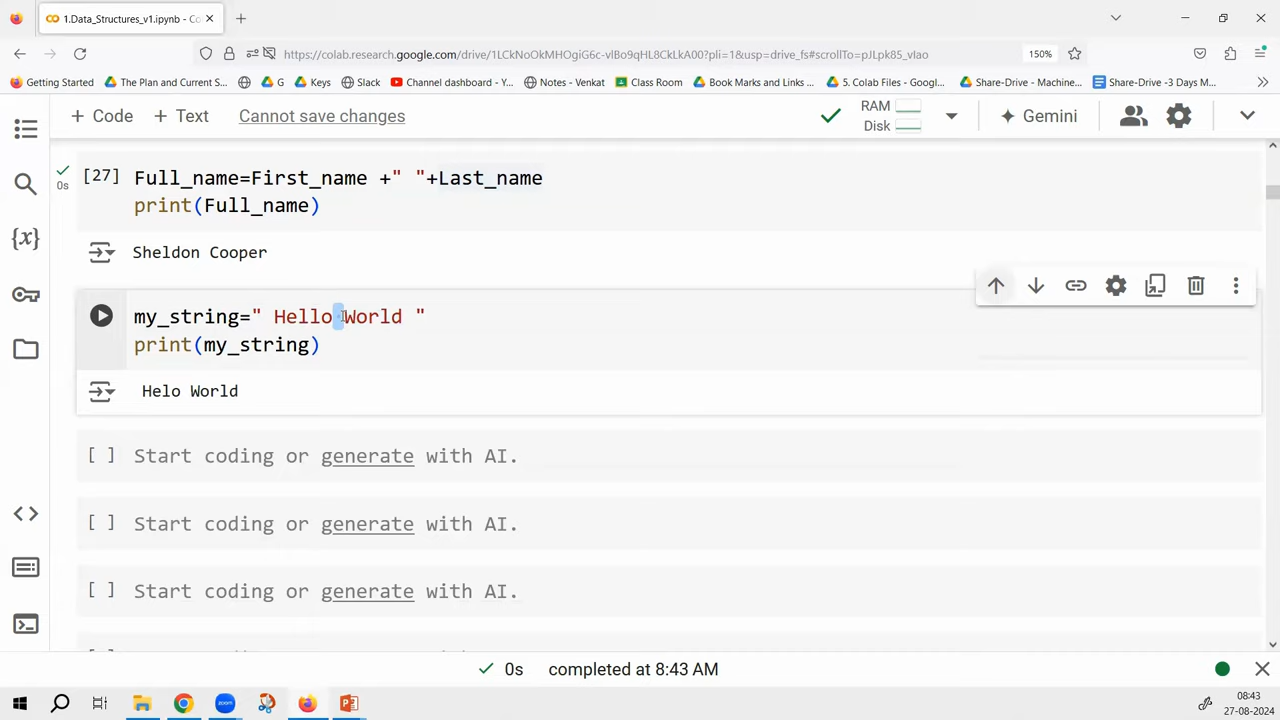 1.Data_Structures_v1.ipynb - Co
https://colab.research.google.com/drive/1LCkNoOkMHOgiG6c-vlBo9qHL8CkLkA00?pli=1&usp=drive_fs#scrollTo=pJLpk85_vIao
150%
Getting Started
The Plan and Current S...
G
Keys
Slack
Channel dashboard - Y...
Notes - Venkat
Class Room
Book Marks and Links ...
5. Colab Files - Googl...
Share-Drive - Machine...
Share-Drive -3 Days M...
+ Code
+ Text
Cannot save changes
RAM
Disk
Gemini
[27]
0s
Full_name=First_name +" "+Last_name
print(Full_name)
Sheldon Cooper
my_string=" Hello World "
print(my_string)
Helo World
[ ] Start coding or generate with AI.
[ ] Start coding or generate with AI.
[ ] Start coding or generate with AI.
{x}
0s completed at 8:43 AM
zoom
08:43
27-08-2024